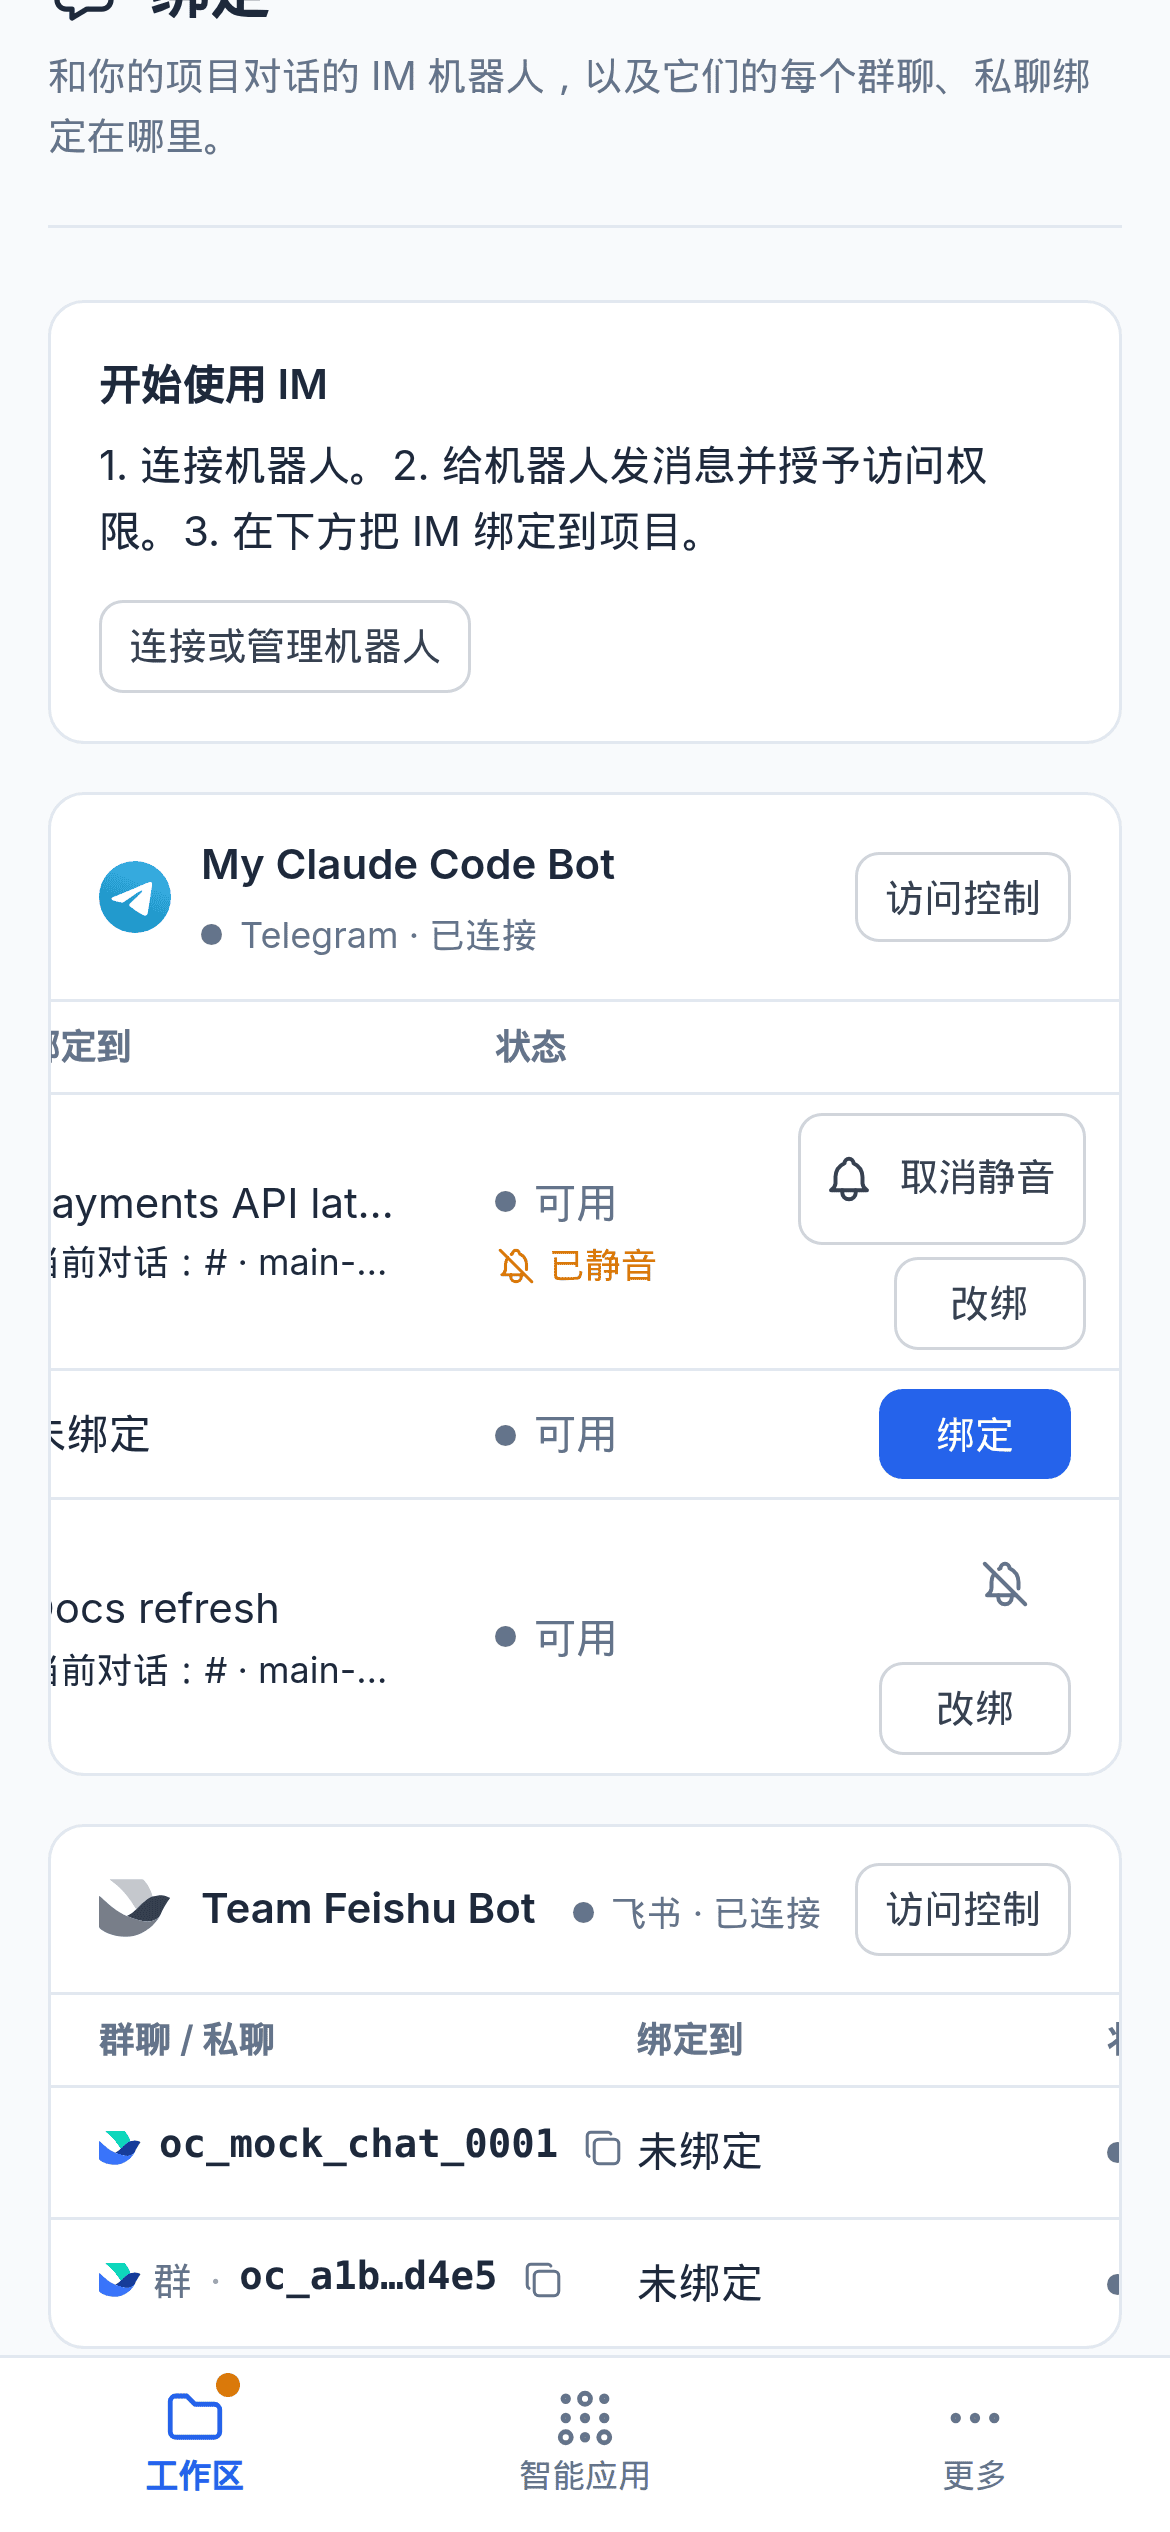 绑定
和你的项目对话的 IM 机器人，以及它们的每个群聊、私聊绑
定在哪里。
开始使用 IM
1. 连接机器人。2. 给机器人发消息并授予访问权
限。3. 在下方把 IM 绑定到项目。
连接或管理机器人
My Claude Code Bot
Telegram · 已连接
访问控制
定到
状态
ayments API lat...
前对话：# · main-...
可用
已静音
取消静音
改绑
绑定
可用
绑定
ocs refresh
前对话：# · main-...
可用
改绑
Team Feishu Bot
飞书 · 已连接
访问控制
群聊 / 私聊
绑定到
oc_mock_chat_0001
未绑定
群 · oc_a1b…d4e5
未绑定
工作区
智能应用
更多